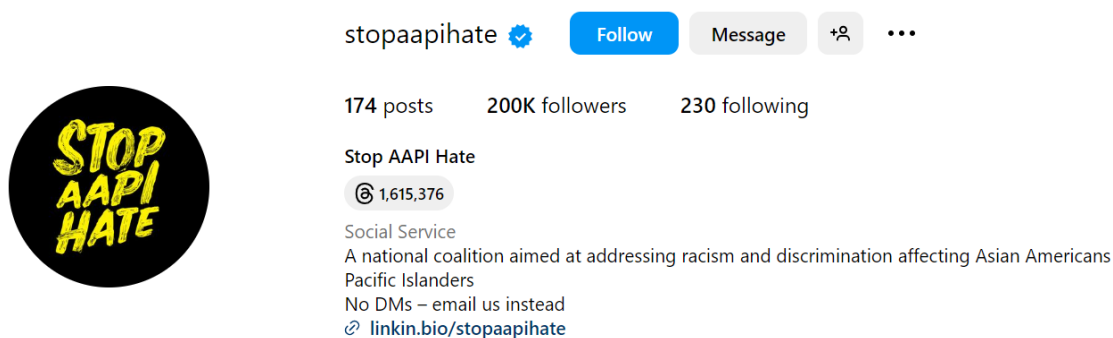 stopaapihate
Follow
Message
174 posts
200K followers
230 following
STOP
AAPI
HATE
Stop AAPI Hate
1,615,376
Social Service
A national coalition aimed at addressing racism and discrimination affecting Asian Americans
Pacific Islanders
No DMs – email us instead
linkin.bio/stopaapihate